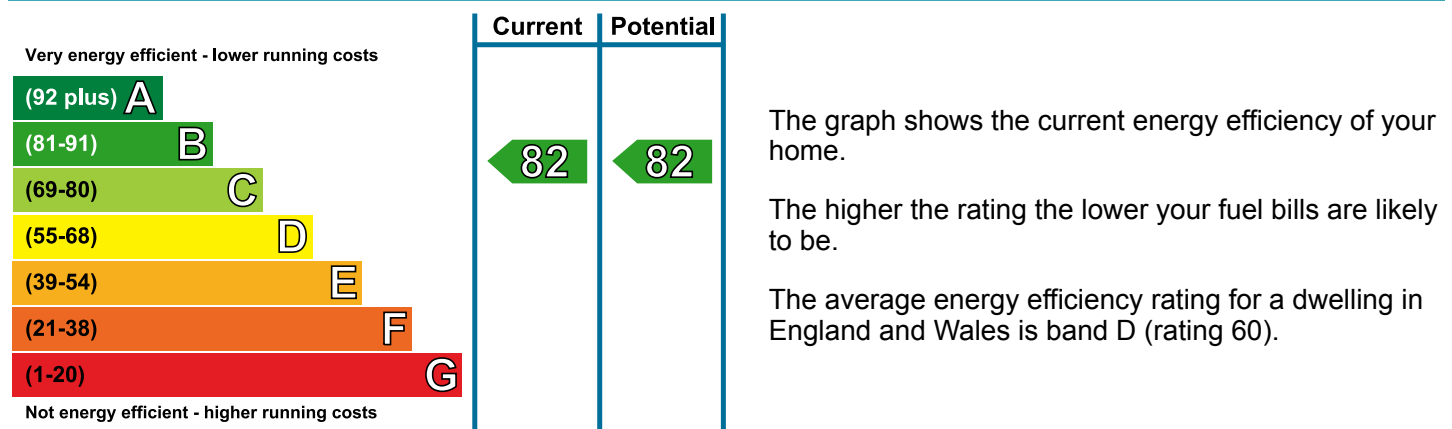 Current Potential
Very energy efficient - lower running costs
(92 plus) A
(81-91) B
82 82
(69-80) C
(55-68) D
(39-54) E
(21-38) F
(1-20) G
Not energy efficient - higher running costs
The graph shows the current energy efficiency of your
home.
The higher the rating the lower your fuel bills are likely
to be.
The average energy efficiency rating for a dwelling in
England and Wales is band D (rating 60).